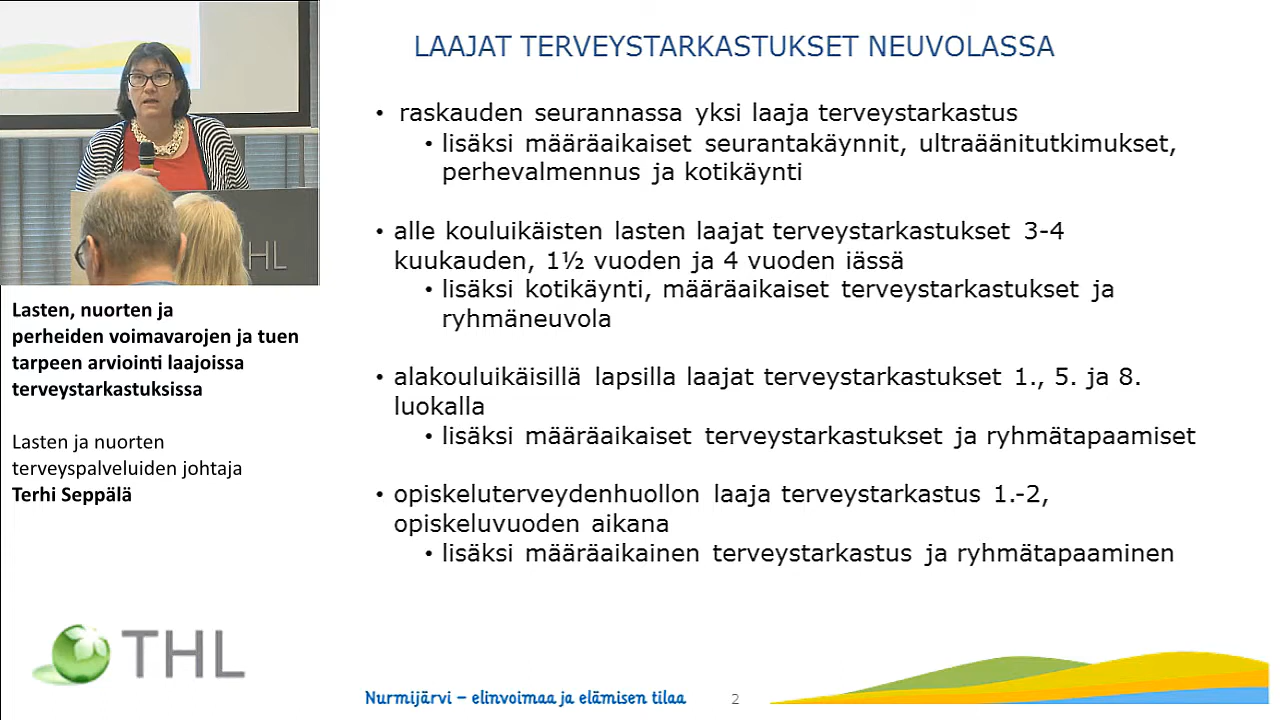 LAAJAT TERVEYSTARKASTUKSET NEUVOLASSA
• raskauden seurannassa yksi laaja terveystarkastus
• lisäksi määräaikaiset seurantakäynnit, ultraäänitutkimukset,
perhevalmennus ja kotikäynti
• alle kouluikäisten lasten laajat terveystarkastukset 3-4
kuukauden, 1½ vuoden ja 4 vuoden iässä
• lisäksi kotikäynti, määräaikaiset terveystarkastukset ja
ryhmäneuvola
• alakouluikäisillä lapsilla laajat terveystarkastukset 1., 5. ja 8.
luokalla
• lisäksi määräaikaiset terveystarkastukset ja ryhmätapaamiset
• opiskeluterveydenhuollon laaja terveystarkastus 1.-2,
opiskeluvuoden aikana
• lisäksi määräaikainen terveystarkastus ja ryhmätapaaminen
Nurmijärvi – elinvoimaa ja elämisen tilaa
2
HL
Lasten, nuorten ja
perheiden voimavarojen ja tuen
tarpeen arviointi laajoissa
terveystarkastuksissa
Lasten ja nuorten
terveyspalveluiden johtaja
Terhi Seppälä
THL